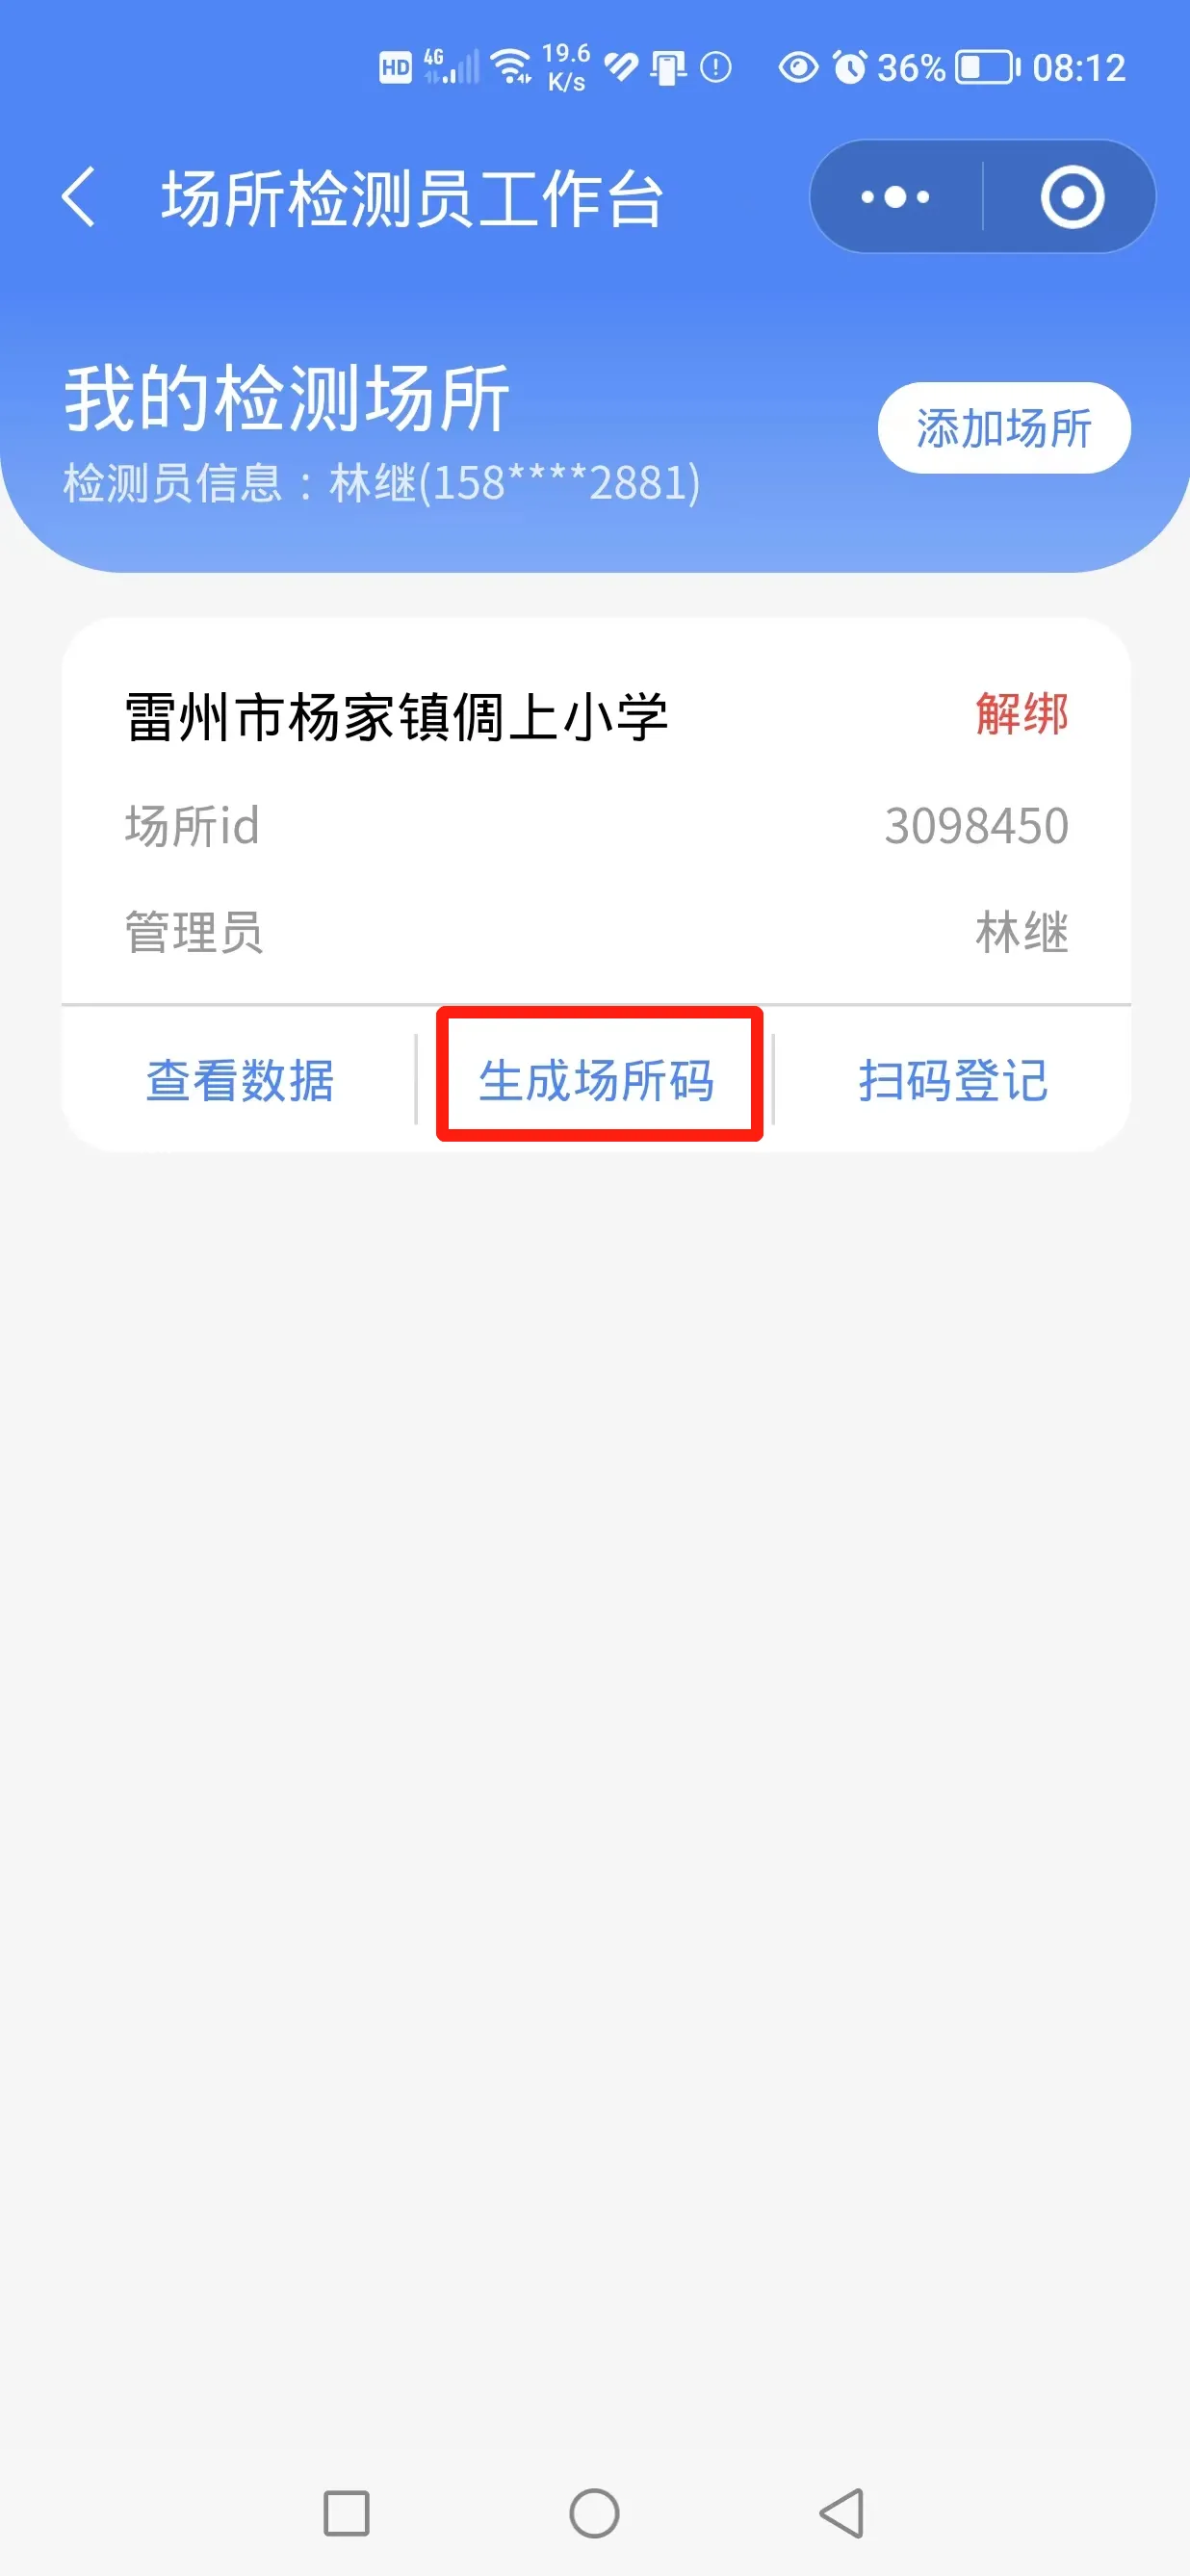 HD 4G 19.6 K/s 36% 08:12
场所检测员工作台
我的检测场所
添加场所
检测员信息：林继(158****2881)
雷州市杨家镇倜上小学 解绑
场所id 3098450
管理员 林继
查看数据 生成场所码 扫码登记